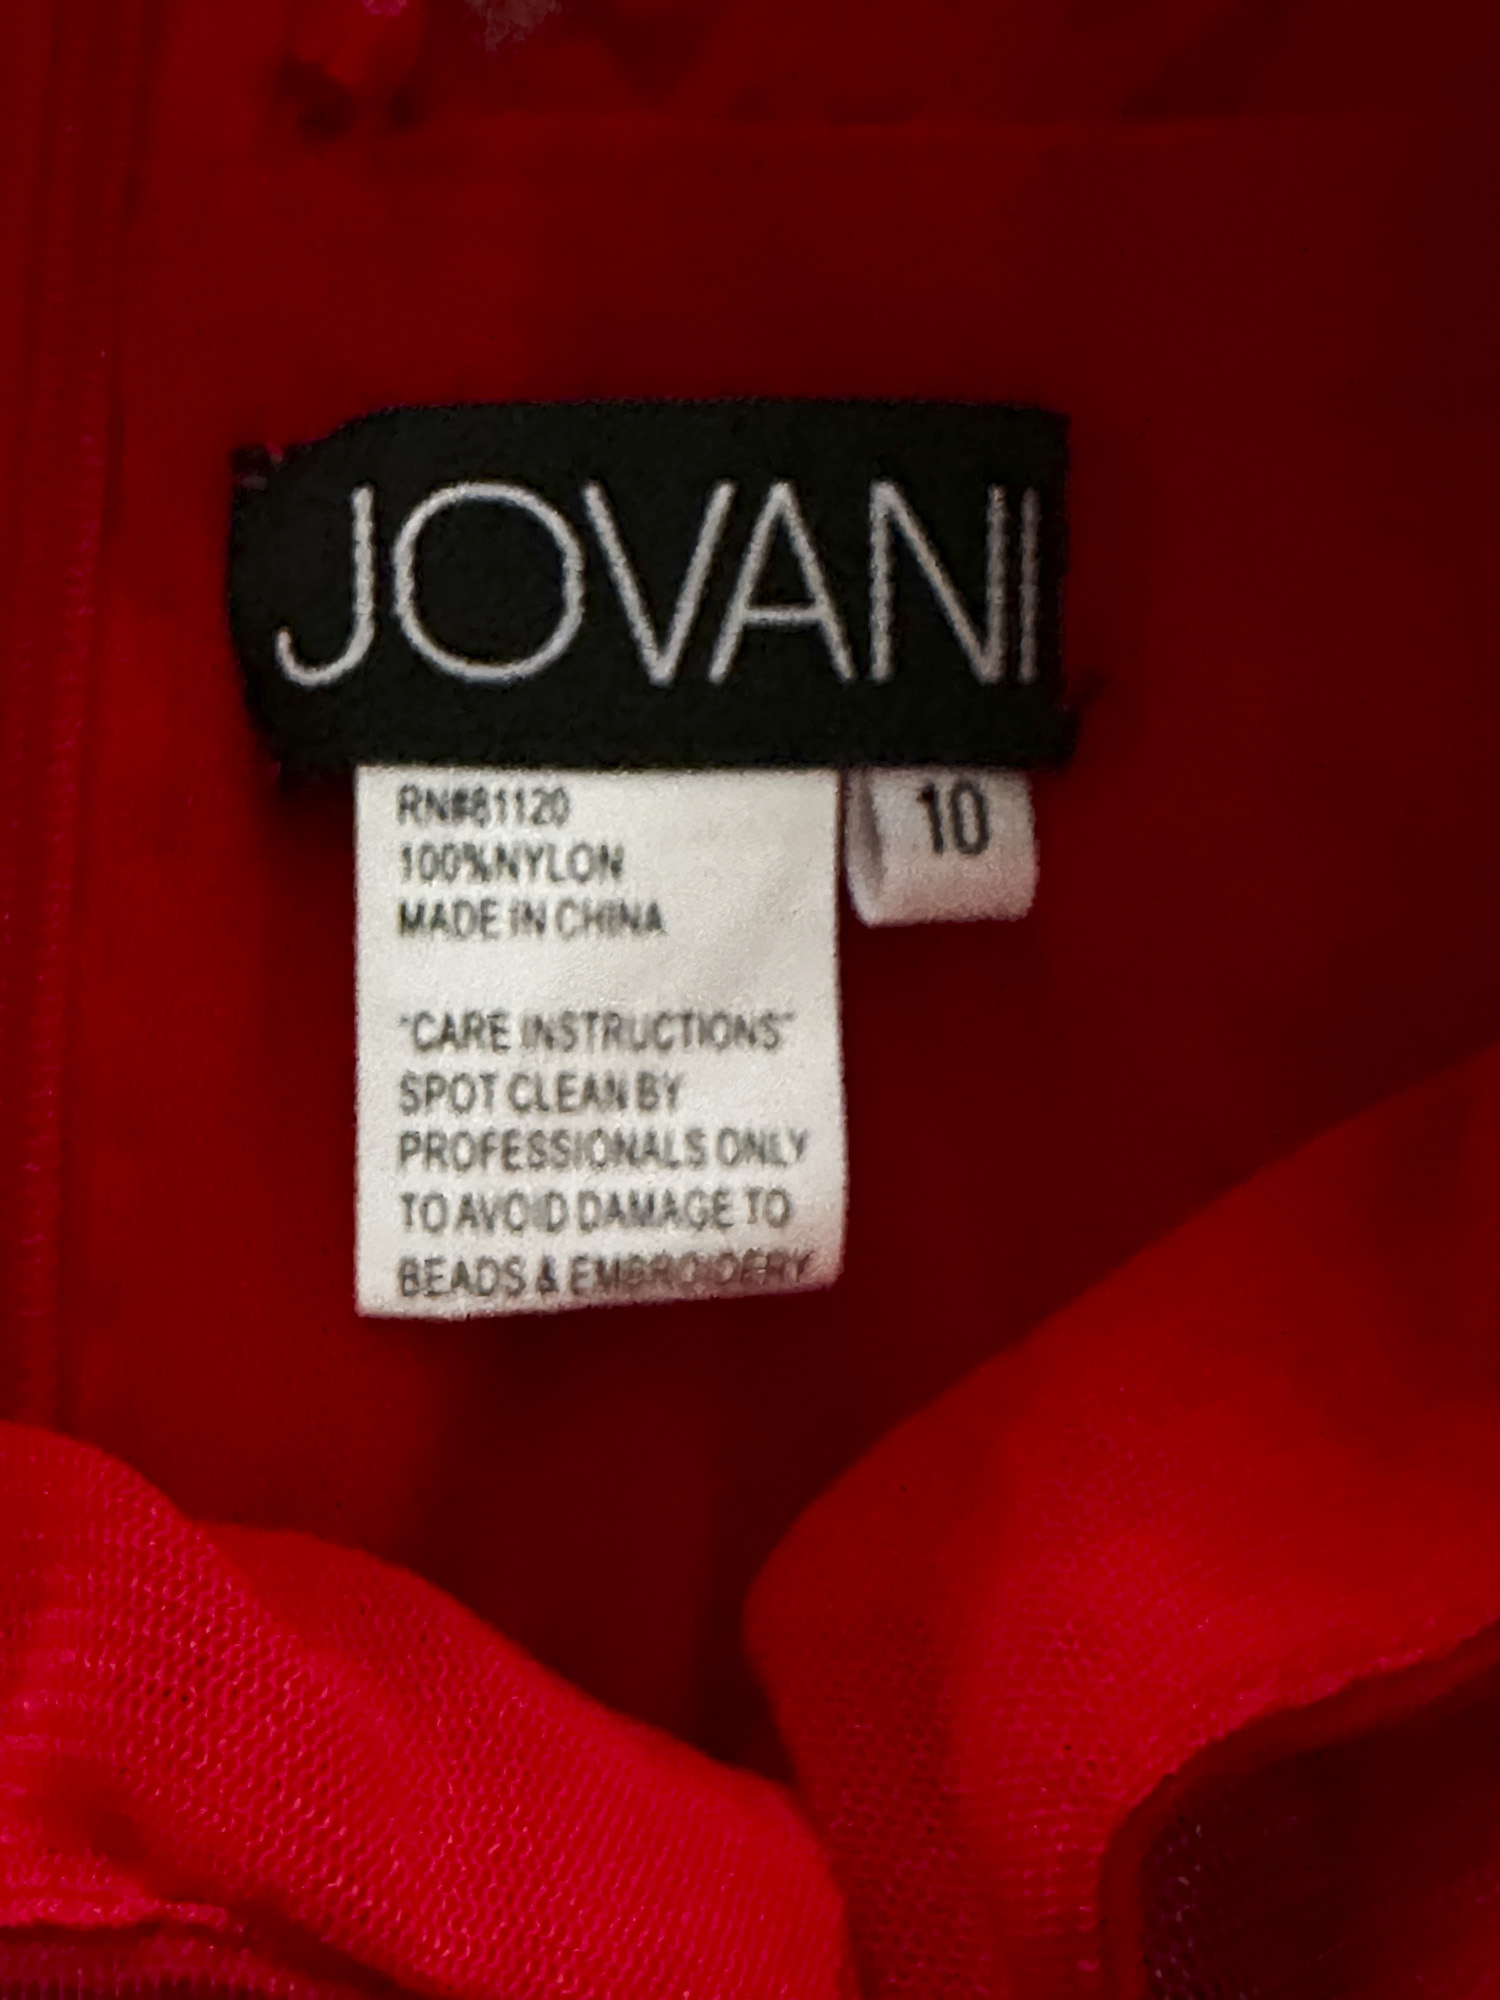 JOVANI
10
RN#81120
100%NYLON
MADE IN CHINA
"CARE INSTRUCTIONS"
SPOT CLEAN BY
PROFESSIONALS ONLY
TO AVOID DAMAGE TO
BEADS & EMBROIDERY